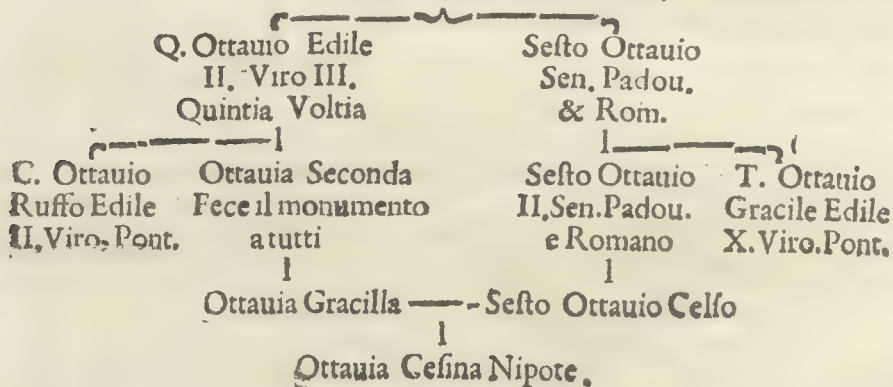 Q. Ottauio Edile
II. Viro III.
Quintia Voltia
Seſto Ottauio
Sen. Padou.
& Rom.
C. Ottauio
Ruffo Edile
II, Viro, Pont.
Ottauia Seconda
Fece il monumento
a tutti
Seſto Ottauio
II, Sen. Padou.
e Romano
T. Ottauio
Gracile Edile
X. Viro. Pont.
Ottauia Gracilla — Seſto Ottauio Celſo
Ottauia Ceſina Nipote.